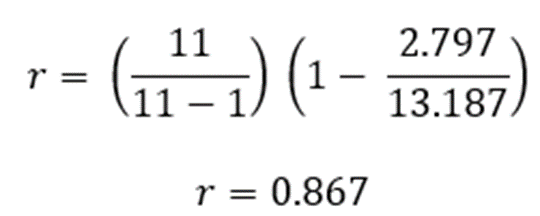 r = (11 / (11 − 1)) (1 − 2.797 / 13.187)
r = 0.867